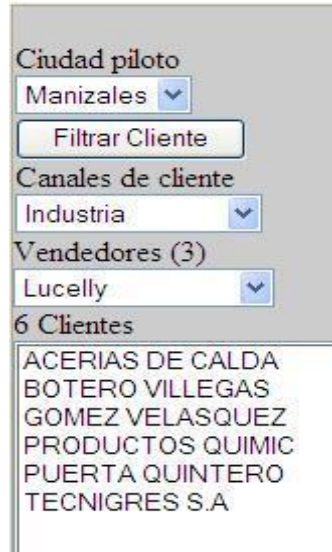 Ciudad piloto
Manizales
Filtrar Cliente
Canales de cliente
Industria
Vendedores (3)
Lucelly
6 Clientes
ACERIAS DE CALDA
BOTERO VILLEGAS
GOMEZ VELASQUEZ
PRODUCTOS QUIMIC
PUERTA QUINTERO
TECNIGRES S.A